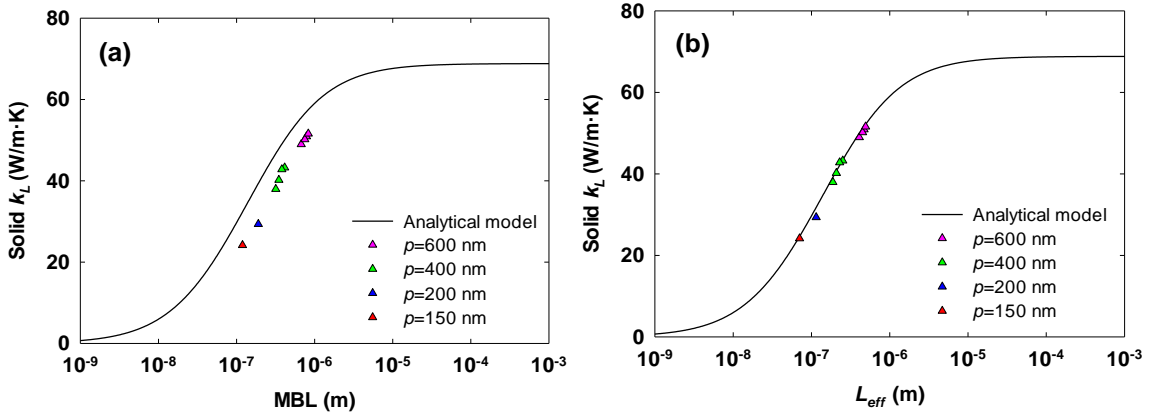 (a)
Solid k_L (W/m·K)
80
60
40
20
0
Analytical model
p=600 nm
p=400 nm
p=200 nm
p=150 nm
10⁻⁹ 10⁻⁸ 10⁻⁷ 10⁻⁶ 10⁻⁵ 10⁻⁴ 10⁻³
MBL (m)
(b)
Solid k_L (W/m·K)
80
60
40
20
0
Analytical model
p=600 nm
p=400 nm
p=200 nm
p=150 nm
10⁻⁹ 10⁻⁸ 10⁻⁷ 10⁻⁶ 10⁻⁵ 10⁻⁴ 10⁻³
L_eff (m)